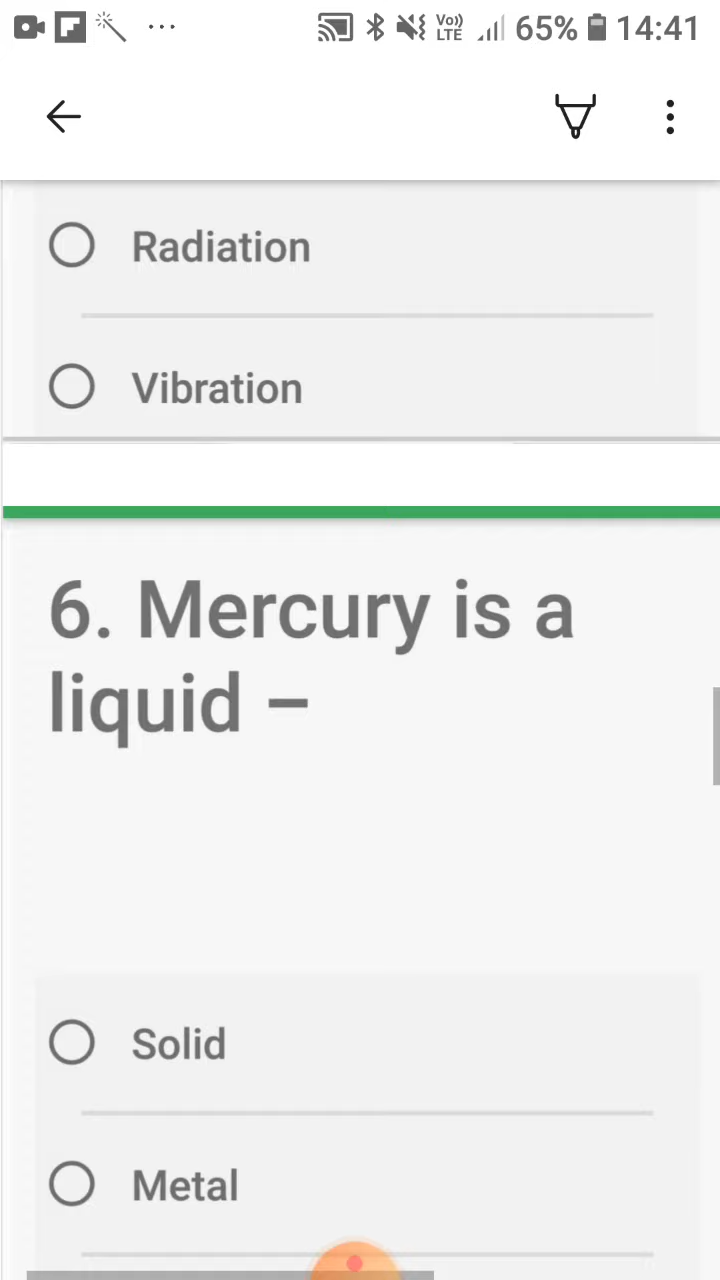 65% 14:41
Radiation
Vibration
6. Mercury is a
liquid –
Solid
Metal